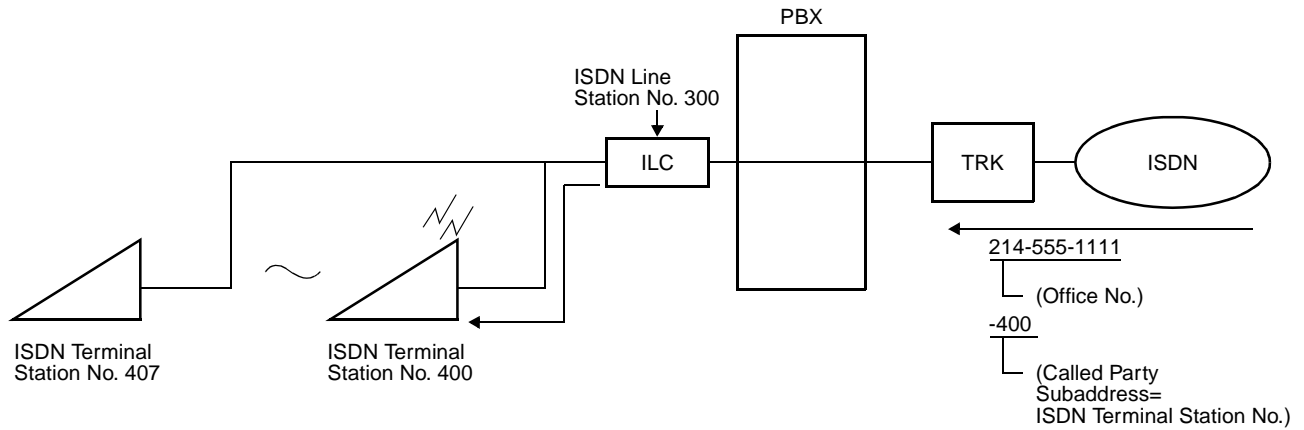 PBX
ISDN Line
Station No. 300
ILC
TRK
ISDN
214-555-1111
(Office No.)
-400
(Called Party
Subaddress=
ISDN Terminal Station No.)
ISDN Terminal
Station No. 407
ISDN Terminal
Station No. 400